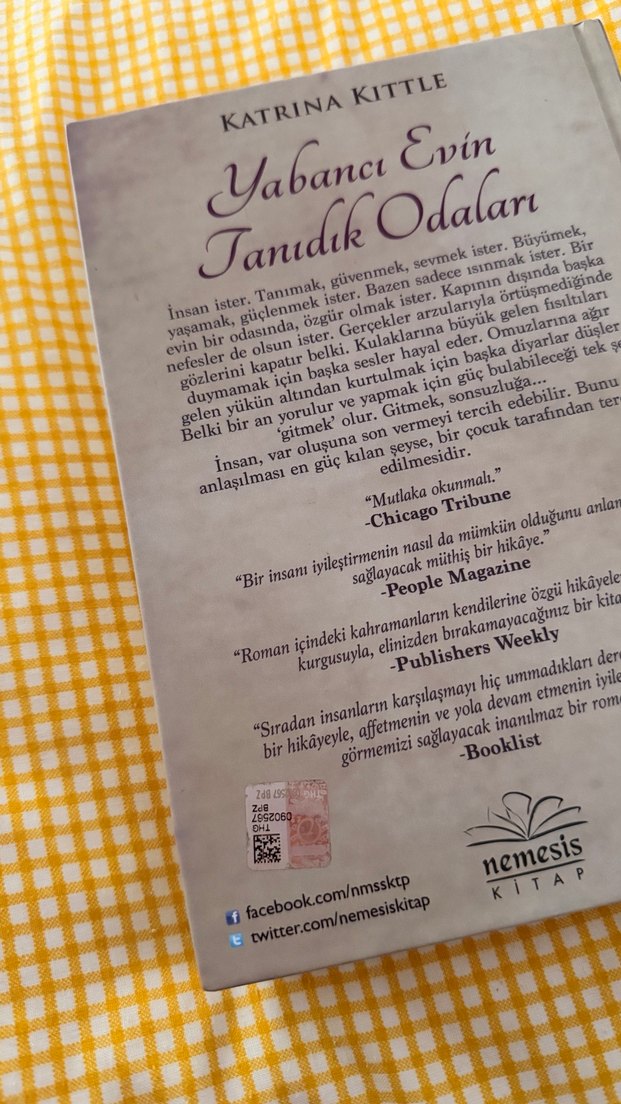 KATRINA KITTLE
Yabancı Evin
Tanıdık Odaları
İnsan ister. Tanımak, güvenmek, sevmek ister. Büyümek,
yaşamak, güçlenmek ister. Bazen sadece ısınmak ister. Bir
evin bir odasında, özgür olmak ister. Kapının dışında başka
nefesler de olsun ister. Gerçekler arzularıyla örtüşmediğinde
gözlerini kapatır belki. Kulaklarına büyük gelen fısıltıları
duymamak için başka sesler hayal eder. Omuzlarına ağır
gelen yükün altından kurtulmak için başka diyarlar düşler
Belki bir an yorulur ve yapmak için güç bulabileceği tek
'gitmek' olur. Gitmek, sonsuzluğa...
İnsan, var oluşuna son vermeyi tercih edebilir. Bunu
anlaşılması en güç kılan şeyse, bir çocuk tarafından
edilmesidir.
"Mutlaka okunmalı."
-Chicago Tribune
"Bir insanı iyileştirmenin nasıl da mümkün olduğunu
sağlayacak müthiş bir hikâye."
-People Magazine
"Roman içindeki kahramanların kendilerine özgü
kurgusuyla, elinizden bırakamayacağınız bir
-Publishers Weekly
"Sıradan insanların karşılaşmayı hiç ummadıkları
bir hikâyeyle, affetmenin ve yola devam etmenin
görmemizi sağlayacak inanılmaz bir
-Booklist
0902567 BPZ
THG
0902567
BPZ
nemesis
KİTAP
facebook.com/nmssktp
twitter.com/nemesiskitap